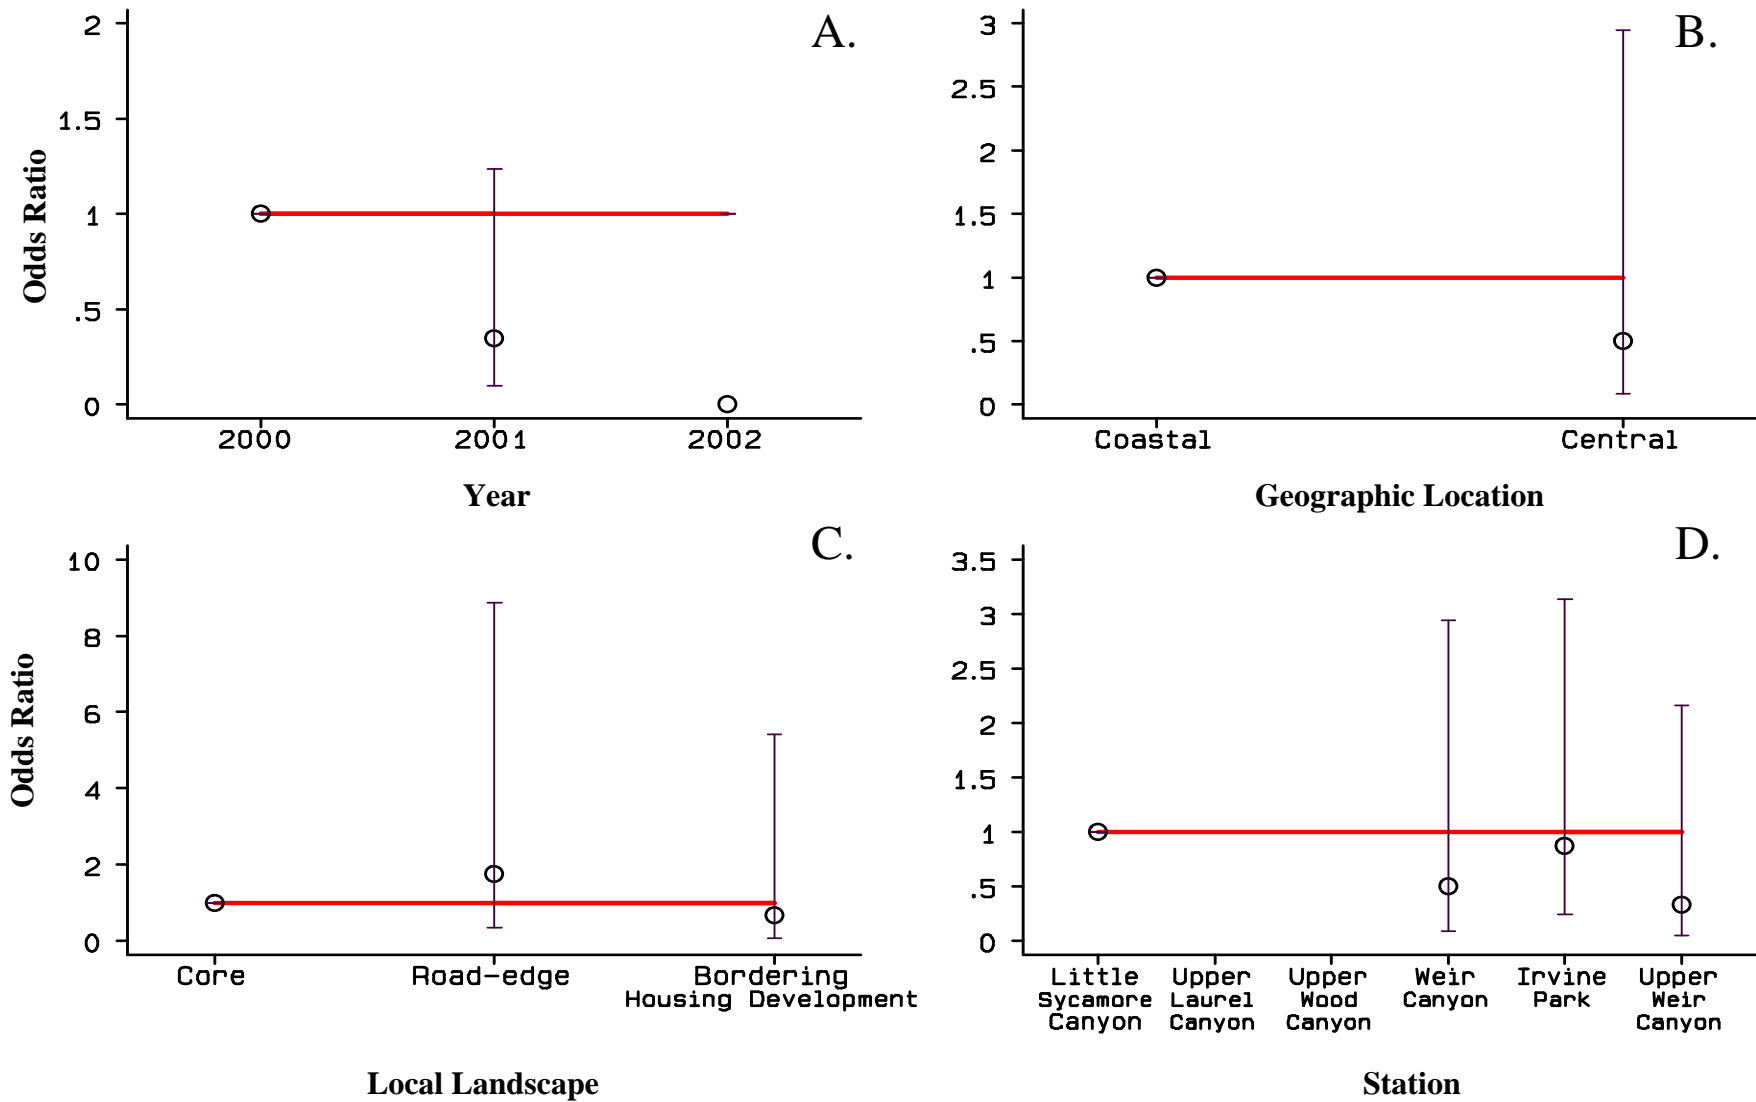 A.
Odds Ratio
2
1.5
1
.5
0
2000 2001 2002
Year
B.
3
2.5
2
1.5
1
.5
0
Coastal Central
Geographic Location
C.
Odds Ratio
10
8
6
4
2
0
Core Road-edge Bordering
Housing Development
Local Landscape
D.
3.5
3
2.5
2
1.5
1
.5
0
Little Upper Upper Weir Irvine Upper
Sycamore Laurel Wood Canyon Park Weir
Canyon Canyon Canyon Canyon
Station